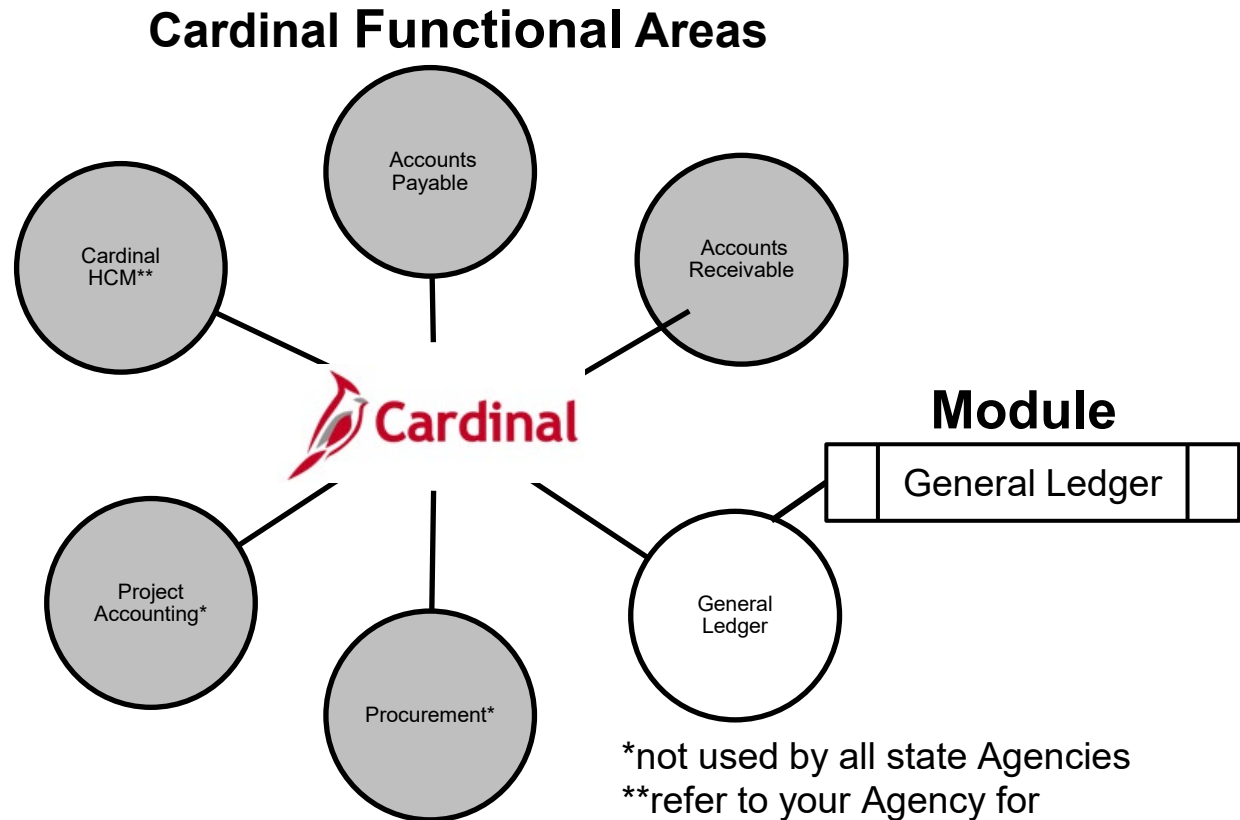 Cardinal Functional Areas
Accounts
Payable
Cardinal
HCM**
Accounts
Receivable
Cardinal
Module
General Ledger
Project
Accounting*
General
Ledger
Procurement*
*not used by all state Agencies
**refer to your Agency for